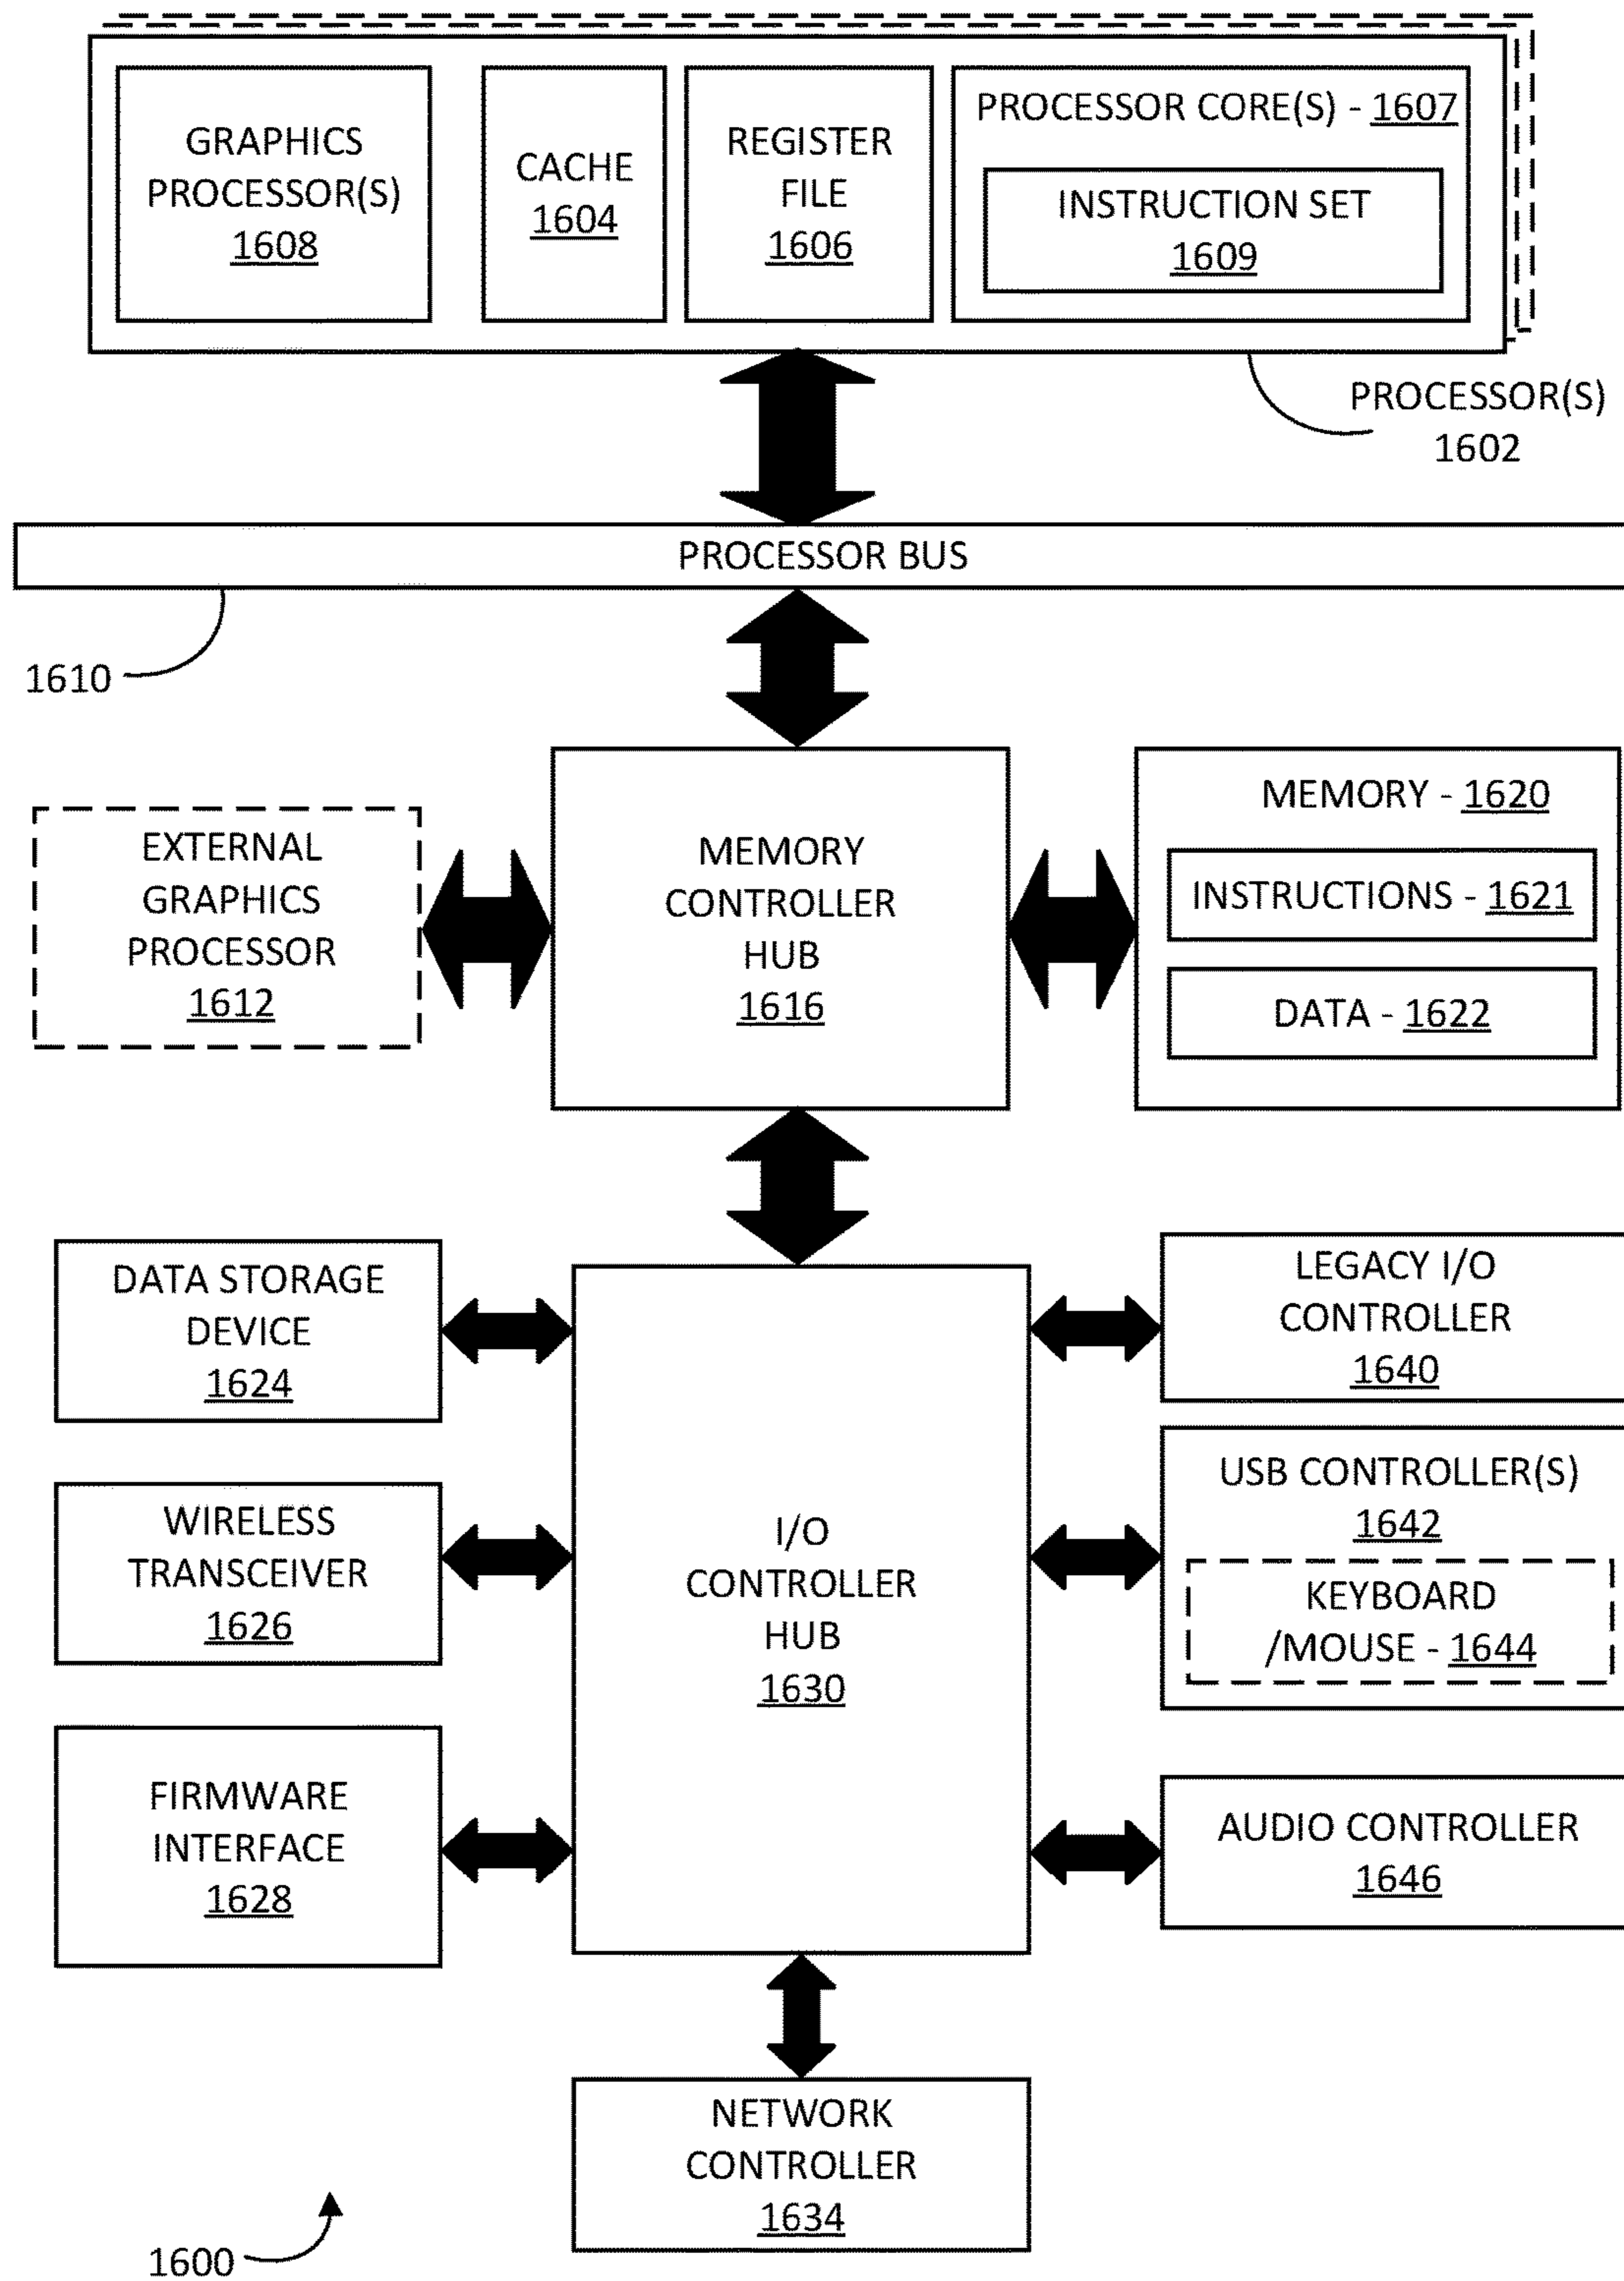 GRAPHICS
PROCESSOR(S)
1608
CACHE
1604
REGISTER
FILE
1606
PROCESSOR CORE(S) - 1607
INSTRUCTION SET
1609
PROCESSOR(S)
1602
PROCESSOR BUS
1610
EXTERNAL
GRAPHICS
PROCESSOR
1612
MEMORY
CONTROLLER
HUB
1616
MEMORY - 1620
INSTRUCTIONS - 1621
DATA - 1622
DATA STORAGE
DEVICE
1624
WIRELESS
TRANSCEIVER
1626
FIRMWARE
INTERFACE
1628
I/O
CONTROLLER
HUB
1630
LEGACY I/O
CONTROLLER
1640
USB CONTROLLER(S)
1642
KEYBOARD
/MOUSE - 1644
AUDIO CONTROLLER
1646
NETWORK
CONTROLLER
1634
1600